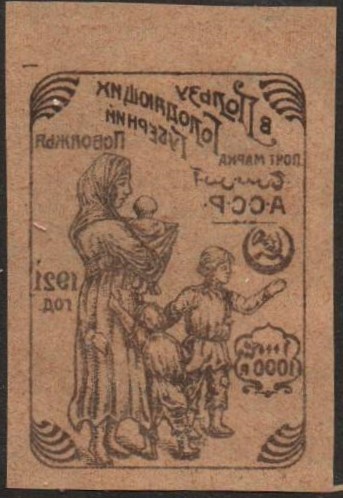 В ПОЛЬЗУ
ГОЛОДАЮЩИХ
ГУБЕРНИЙ
ПОВОЛЖЬЯ
ПОЧТ МАРКА
А·С·С·Р·
1921
ГОД.
1000 р